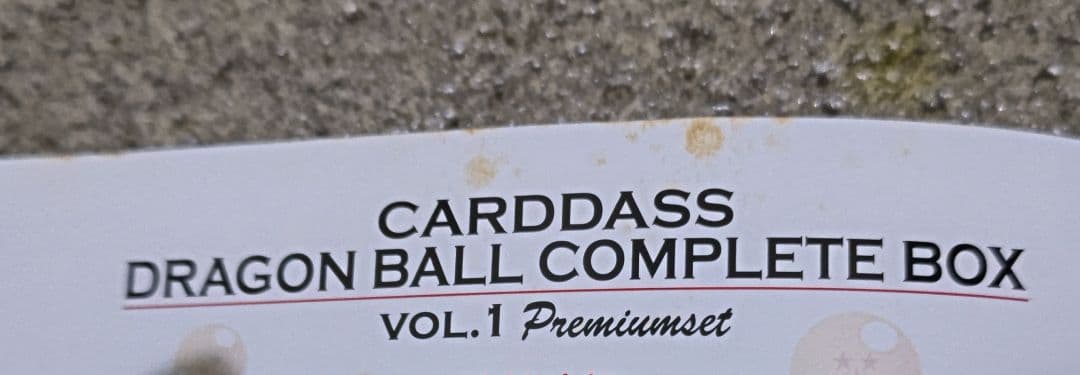 CARDDASS
DRAGON BALL COMPLETE BOX
VOL.1 Premiumset